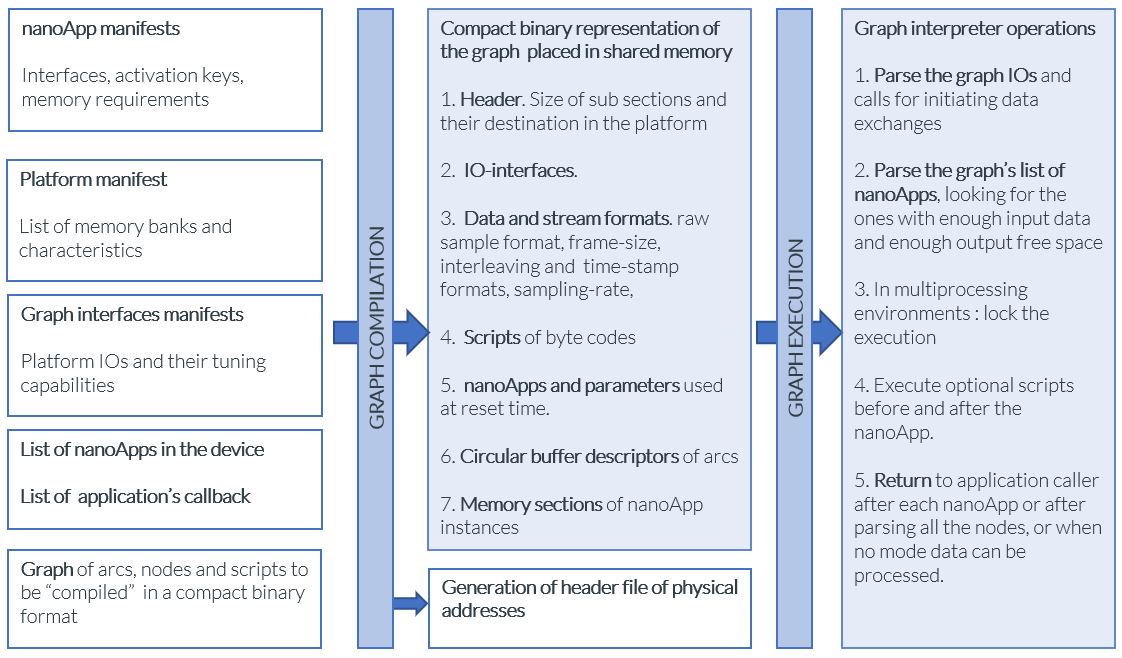 nanoApp manifests
Interfaces, activation keys,
memory requirements
Platform manifest
List of memory banks and
characteristics
Graph interfaces manifests
Platform IOs and their tuning
capabilities
List of nanoApps in the device
List of  application's callback
Graph of arcs, nodes and scripts to
be “compiled”  in a compact binary
format
GRAPH COMPILATION
Compact binary representation of
the graph  placed in shared memory
1. Header. Size of sub sections and
their destination in the platform
2.  IO-interfaces.
3.  Data and stream formats. raw
sample format, frame-size,
interleaving and  time-stamp
formats, sampling-rate,
4.  Scripts of byte codes
5.  nanoApps and parameters used
at reset time.
6. Circular buffer descriptors of arcs
7. Memory sections of nanoApp
instances
Generation of header file of physical
addresses
GRAPH EXECUTION
Graph interpreter operations
1. Parse the graph IOs and
calls for initiating data
exchanges
2. Parse the graph's list of
nanoApps, looking for the
ones with enough input data
and enough output free space
3. In multiprocessing
environments : lock the
execution
4. Execute optional scripts
before and after the
nanoApp.
5. Return to application caller
after each nanoApp or after
parsing all the nodes, or when
no mode data can be
processed.